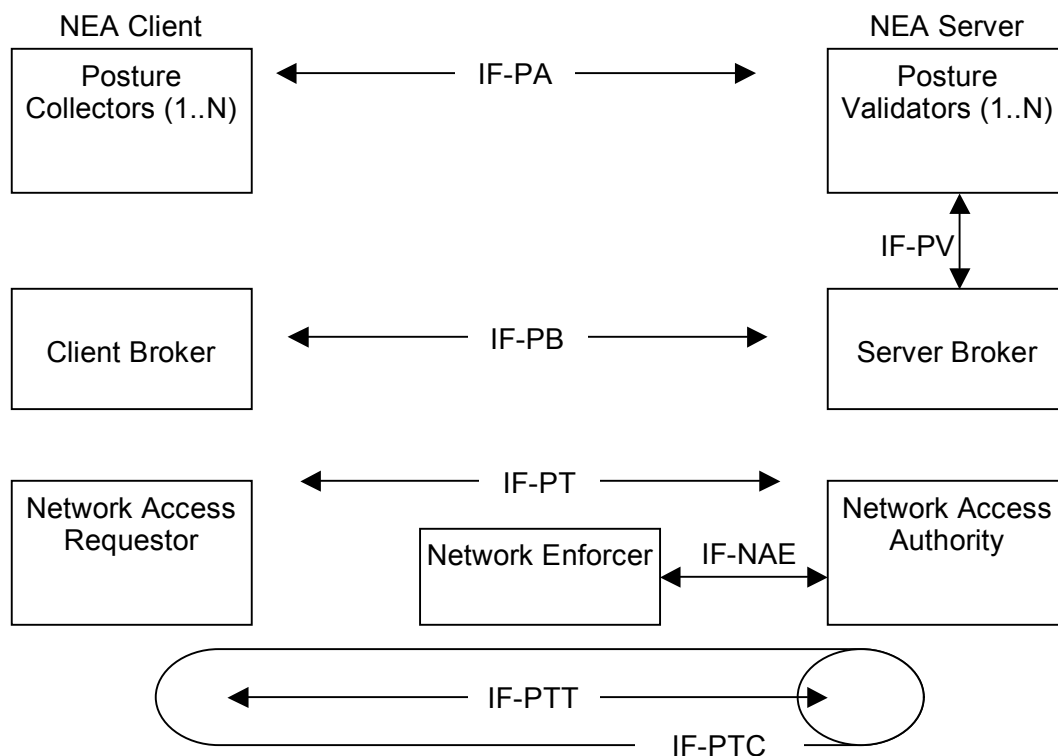 NEA Client
NEA Server
Posture
Collectors (1..N)
IF-PA
Posture
Validators (1..N)
IF-PV
Client Broker
IF-PB
Server Broker
IF-PT
Network Access
Requestor
Network Enforcer
IF-NAE
Network Access
Authority
IF-PTT
IF-PTC